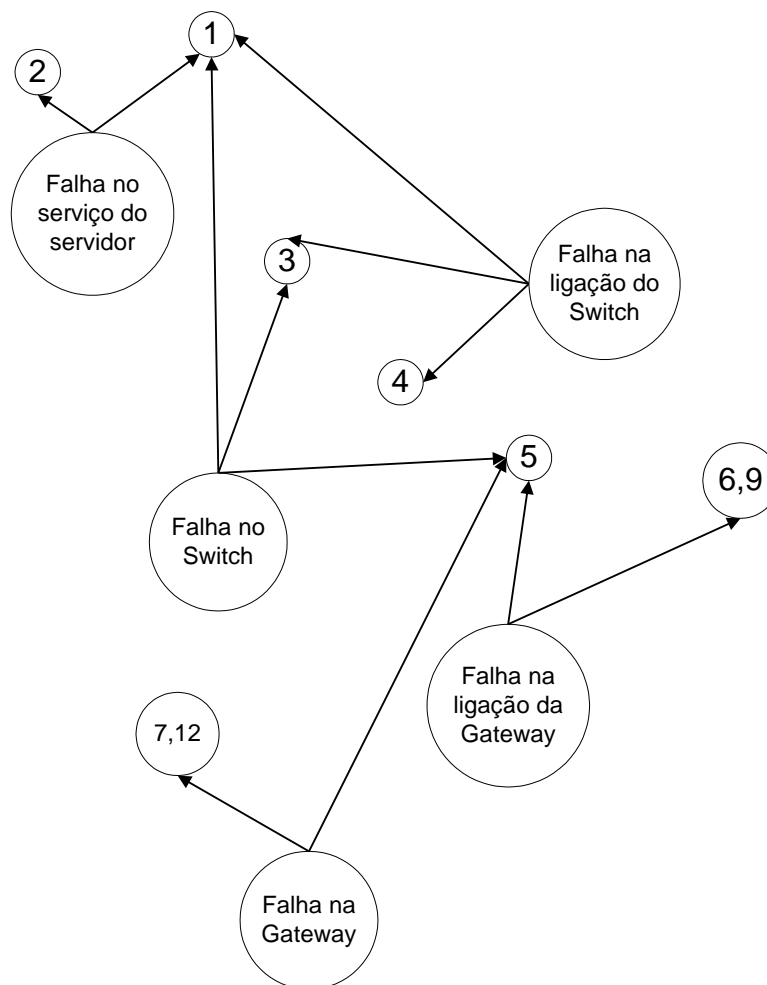 1
2
Falha no
serviço do
servidor
3
Falha na
ligação do
Switch
4
5
6,9
Falha no
Switch
Falha na
ligação da
Gateway
7,12
Falha na
Gateway